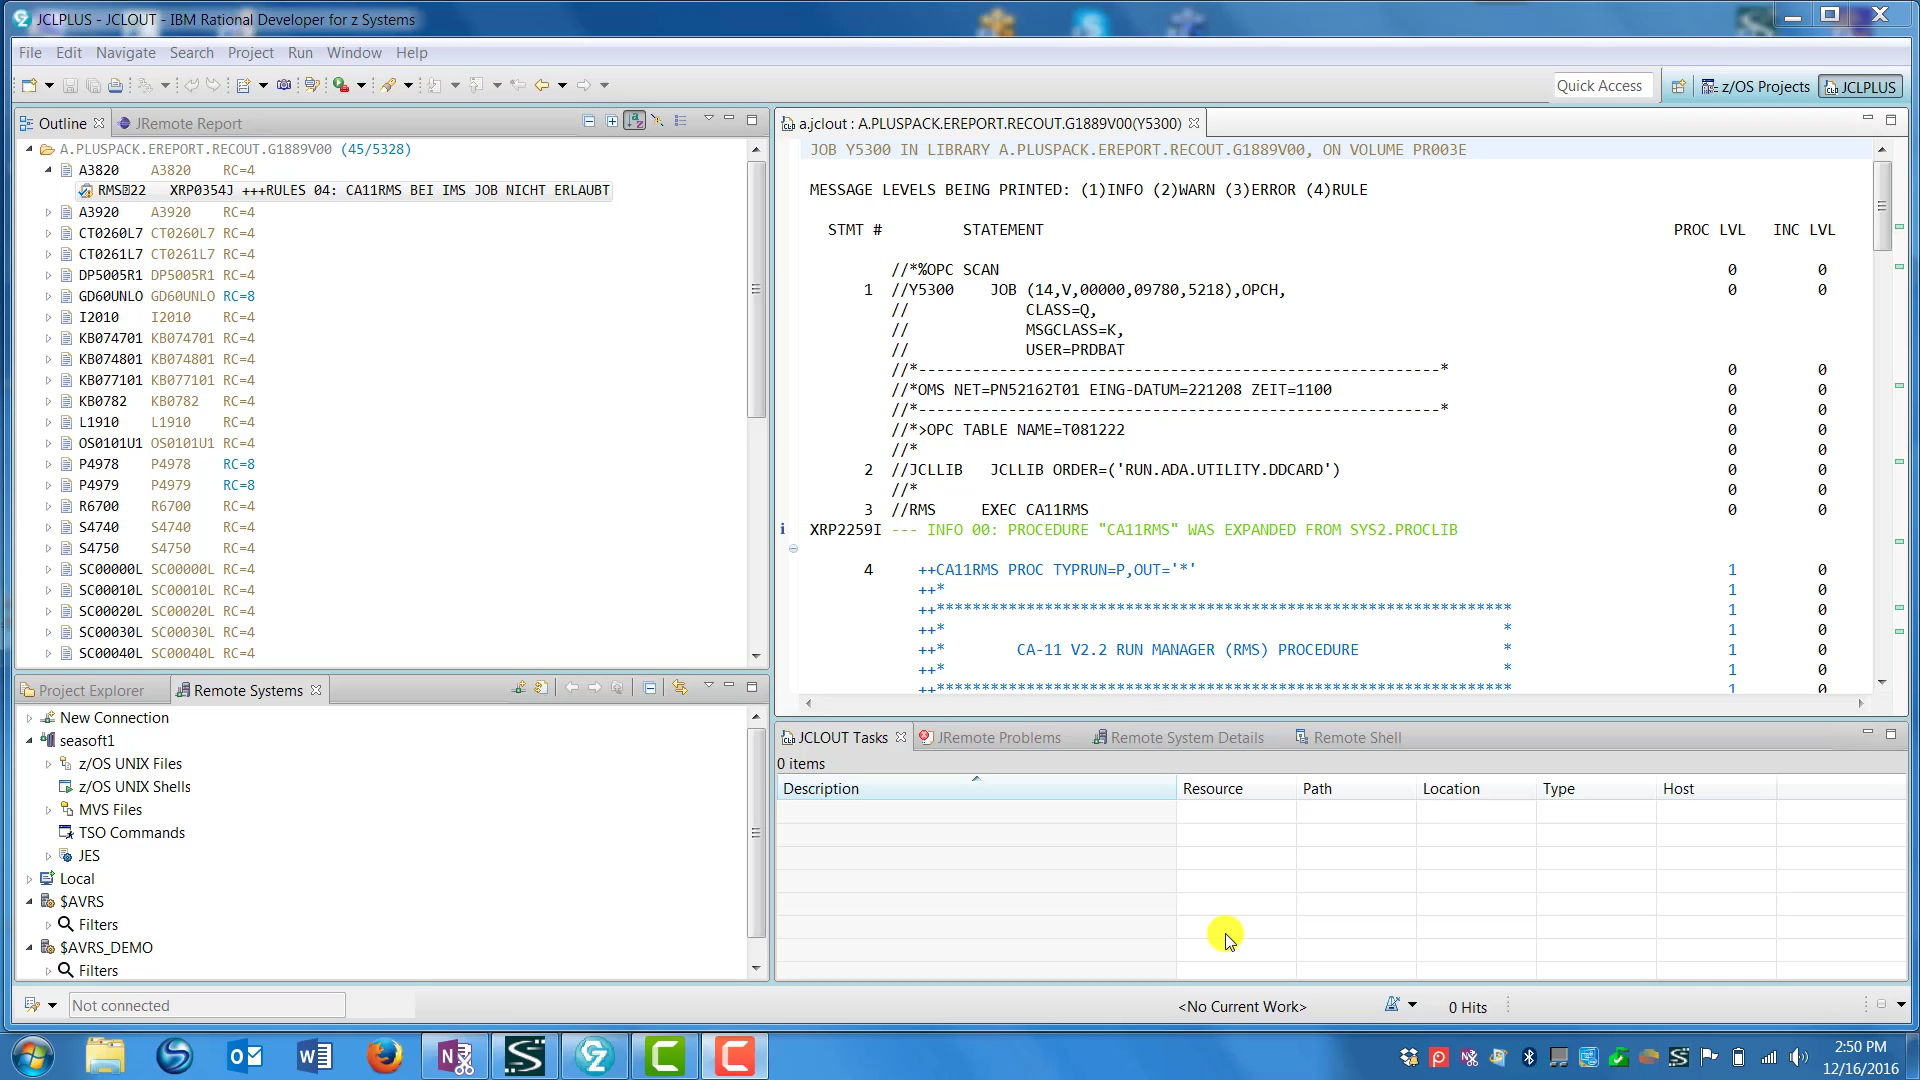 JCLPLUS - JCLOUT - IBM Rational Developer for z Systems
File Edit Navigate Search Project Run Window Help
Quick Access z/OS Projects JCLPLUS
Outline JRemote Report
A.PLUSPACK.EREPORT.RECOUT.G1889V00 (45/5328)
A3820 A3820 RC=4
RMS 22 XRP0354J +++RULES 04: CA11RMS BEI IMS JOB NICHT ERLAUBT
A3920 A3920 RC=4
CT0260L7 CT0260L7 RC=4
CT0261L7 CT0261L7 RC=4
DP5005R1 DP5005R1 RC=4
GD60UNLO GD60UNLO RC=8
I2010 I2010 RC=4
KB074701 KB074701 RC=4
KB074801 KB074801 RC=4
KB077101 KB077101 RC=4
KB0782 KB0782 RC=4
L1910 L1910 RC=4
OS0101U1 OS0101U1 RC=4
P4978 P4978 RC=8
P4979 P4979 RC=8
R6700 R6700 RC=4
S4740 S4740 RC=4
S4750 S4750 RC=4
SC00000L SC00000L RC=4
SC00010L SC00010L RC=4
SC00020L SC00020L RC=4
SC00030L SC00030L RC=4
SC00040L SC00040L RC=4
a.jclout : A.PLUSPACK.EREPORT.RECOUT.G1889V00(Y5300)
JOB Y5300 IN LIBRARY A.PLUSPACK.EREPORT.RECOUT.G1889V00, ON VOLUME PR003E
MESSAGE LEVELS BEING PRINTED: (1)INFO (2)WARN (3)ERROR (4)RULE
STMT # STATEMENT PROC LVL INC LVL
//*%OPC SCAN 0 0
1 //Y5300 JOB (14,V,00000,09780,5218),OPCH, 0 0
// CLASS=Q,
// MSGCLASS=K,
// USER=PRDBAT
//*----------------------------------------------------------* 0 0
//*OMS NET=PN52162T01 EING-DATUM=221208 ZEIT=1100 0 0
//*----------------------------------------------------------* 0 0
//*>OPC TABLE NAME=T081222 0 0
//* 0 0
2 //JCLLIB JCLLIB ORDER=('RUN.ADA.UTILITY.DDCARD') 0 0
//* 0 0
3 //RMS EXEC CA11RMS 0 0
XRP2259I --- INFO 00: PROCEDURE "CA11RMS" WAS EXPANDED FROM SYS2.PROCLIB
4 ++CA11RMS PROC TYPRUN=P,OUT='*' 1 0
++* 1 0
++**************************************************************** 1 0
++* * 1 0
++* CA-11 V2.2 RUN MANAGER (RMS) PROCEDURE * 1 0
++* * 1 0
++**************************************************************** 1 0
Project Explorer Remote Systems
New Connection
seasoft1
z/OS UNIX Files
z/OS UNIX Shells
MVS Files
TSO Commands
JES
Local
$AVRS
Filters
$AVRS_DEMO
Filters
JCLOUT Tasks JRemote Problems Remote System Details Remote Shell
0 items
Description Resource Path Location Type Host
Not connected <No Current Work> 0 Hits
2:50 PM
12/16/2016